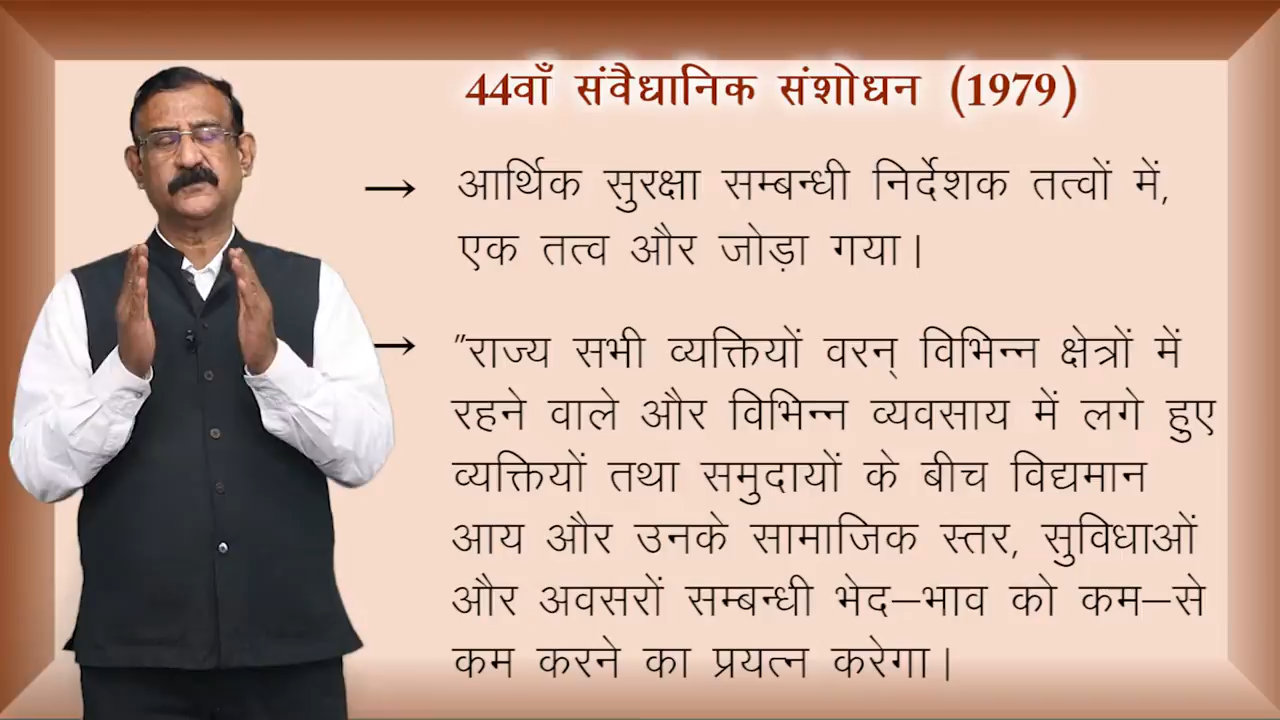 44वाँ संवैधानिक संशोधन (1979)
→ आर्थिक सुरक्षा सम्बन्धी निर्देशक तत्वों में,
एक तत्व और जोड़ा गया।
→ "राज्य सभी व्यक्तियों वरन् विभिन्न क्षेत्रों में
रहने वाले और विभिन्न व्यवसाय में लगे हुए
व्यक्तियों तथा समुदायों के बीच विद्यमान
आय और उनके सामाजिक स्तर, सुविधाओं
और अवसरों सम्बन्धी भेद–भाव को कम–से
कम करने का प्रयत्न करेगा।